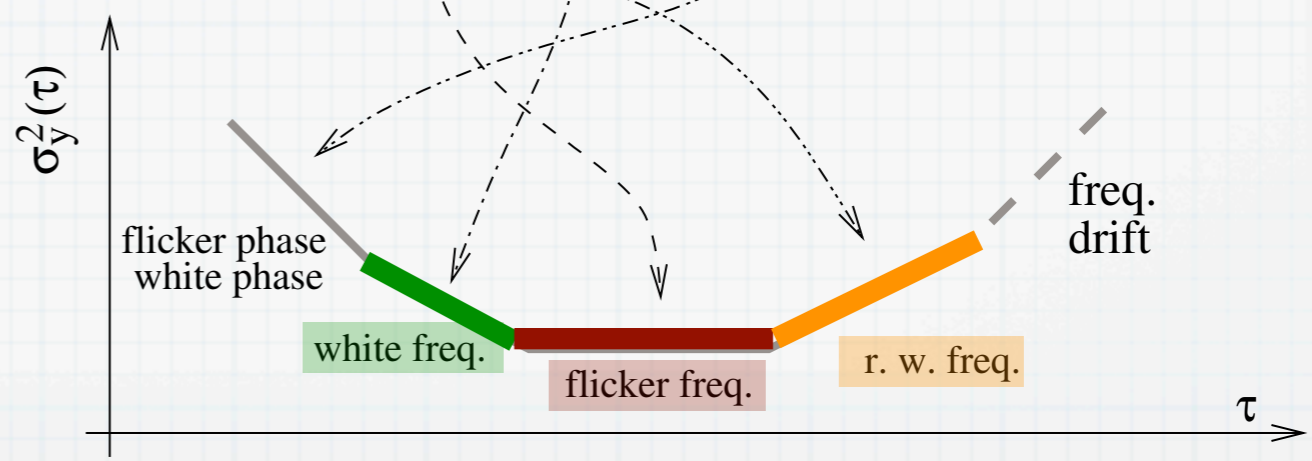 σ²y(τ)
flicker phase
white phase
white freq.
flicker freq.
r. w. freq.
freq.
drift
τ